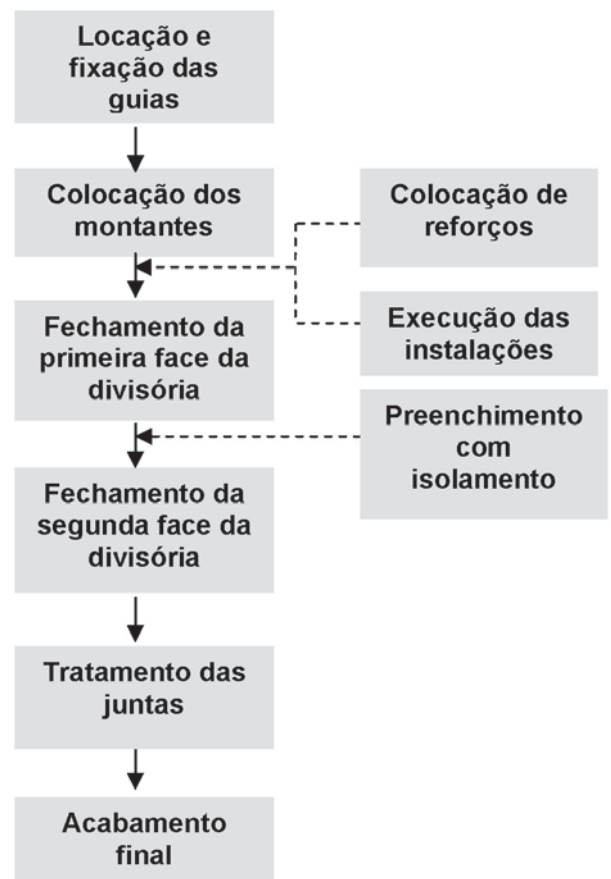 Locação e
fixação das
guias
Colocação dos
montantes
Colocação de
reforços
Execução das
instalações
Fechamento da
primeira face da
divisória
Preenchimento
com
isolamento
Fechamento da
segunda face da
divisória
Tratamento das
juntas
Acabamento
final